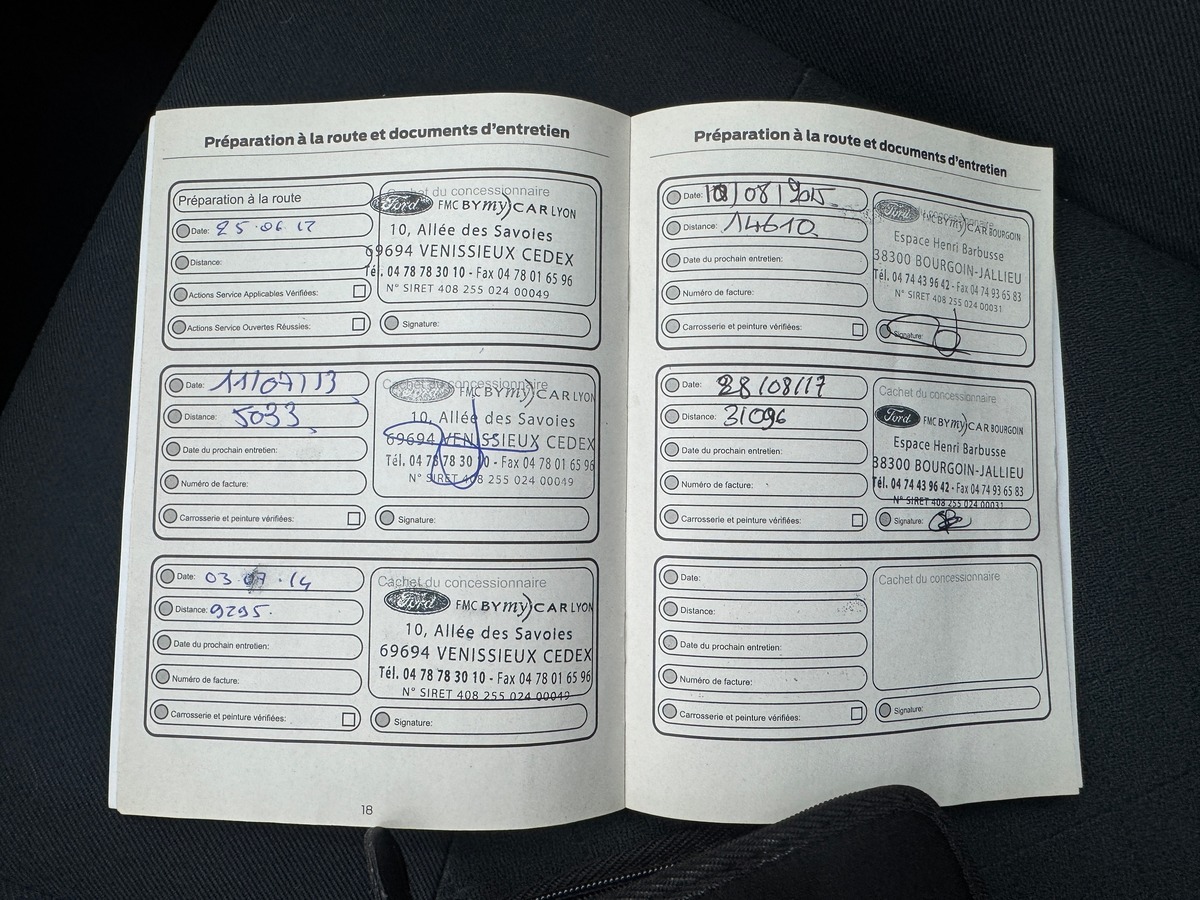 Préparation à la route et documents d'entretien
Préparation à la route
Date: 25.06.12
Distance:
Actions Service Applicables Vérifiées:
Actions Service Ouvertes Réussies:
Cachet du concessionnaire
Ford FMC BYmy)CAR LYON
10, Allée des Savoies
69694 VENISSIEUX CEDEX
Tél. 04 78 78 30 10 - Fax 04 78 01 65 96
N° SIRET 408 255 024 00049
Signature:
Date: 11/07/13
Distance: 5033
Date du prochain entretien:
Numéro de facture:
Carrosserie et peinture vérifiées:
Cachet du concessionnaire
FMC BYmy)CAR LYON
10, Allée des Savoies
69694 VENISSIEUX CEDEX
Tél. 04 78 78 30 10 - Fax 04 78 01 65 96
N° SIRET 408 255 024 00049
Signature:
Date: 03.07.14
Distance: 9295.
Date du prochain entretien:
Numéro de facture:
Carrosserie et peinture vérifiées:
Cachet du concessionnaire
Ford FMC BYmy)CAR LYON
10, Allée des Savoies
69694 VENISSIEUX CEDEX
Tél. 04 78 78 30 10 - Fax 04 78 01 65 96
N° SIRET 408 255 024 00049
Signature:
18
Préparation à la route et documents d'entretien
Date: 10/08/2015
Distance: 14610
Date du prochain entretien:
Numéro de facture:
Carrosserie et peinture vérifiées:
Cachet du concessionnaire
Ford FMC BYmy)CAR BOURGOIN
Espace Henri Barbusse
38300 BOURGOIN-JALLIEU
Tél. 04 74 43 96 42 - Fax 04 74 93 65 83
N° SIRET 408 255 024 00031
Signature:
Date: 28/08/17
Distance: 31096
Date du prochain entretien:
Numéro de facture:
Carrosserie et peinture vérifiées:
Cachet du concessionnaire
Ford FMC BYmy)CAR BOURGOIN
Espace Henri Barbusse
38300 BOURGOIN-JALLIEU
Tél. 04 74 43 96 42 - Fax 04 74 93 65 83
N° SIRET 408 255 024 00031
Signature:
Date:
Distance:
Date du prochain entretien:
Numéro de facture:
Carrosserie et peinture vérifiées:
Cachet du concessionnaire
Signature: